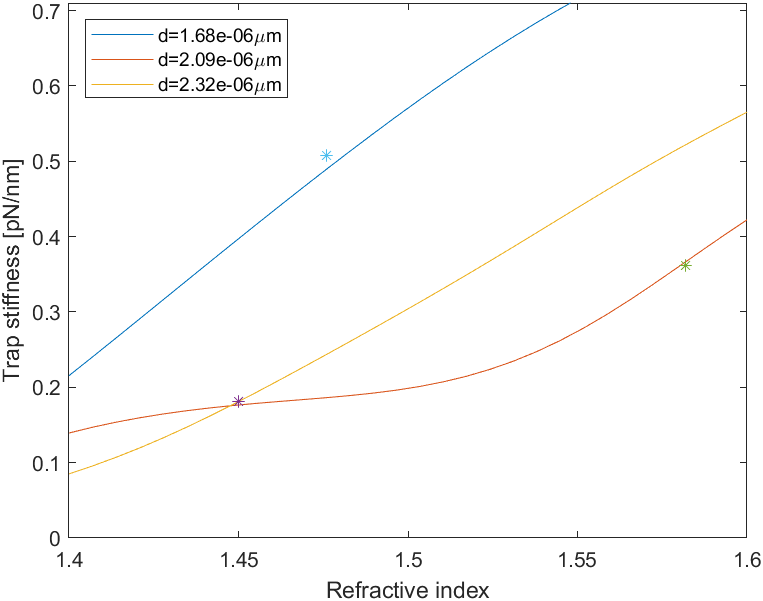 d=1.68e-06μm
d=2.09e-06μm
d=2.32e-06μm
0.7
0.6
0.5
0.4
0.3
0.2
0.1
0
Trap stiffness [pN/nm]
1.4
1.45
1.5
1.55
1.6
Refractive index